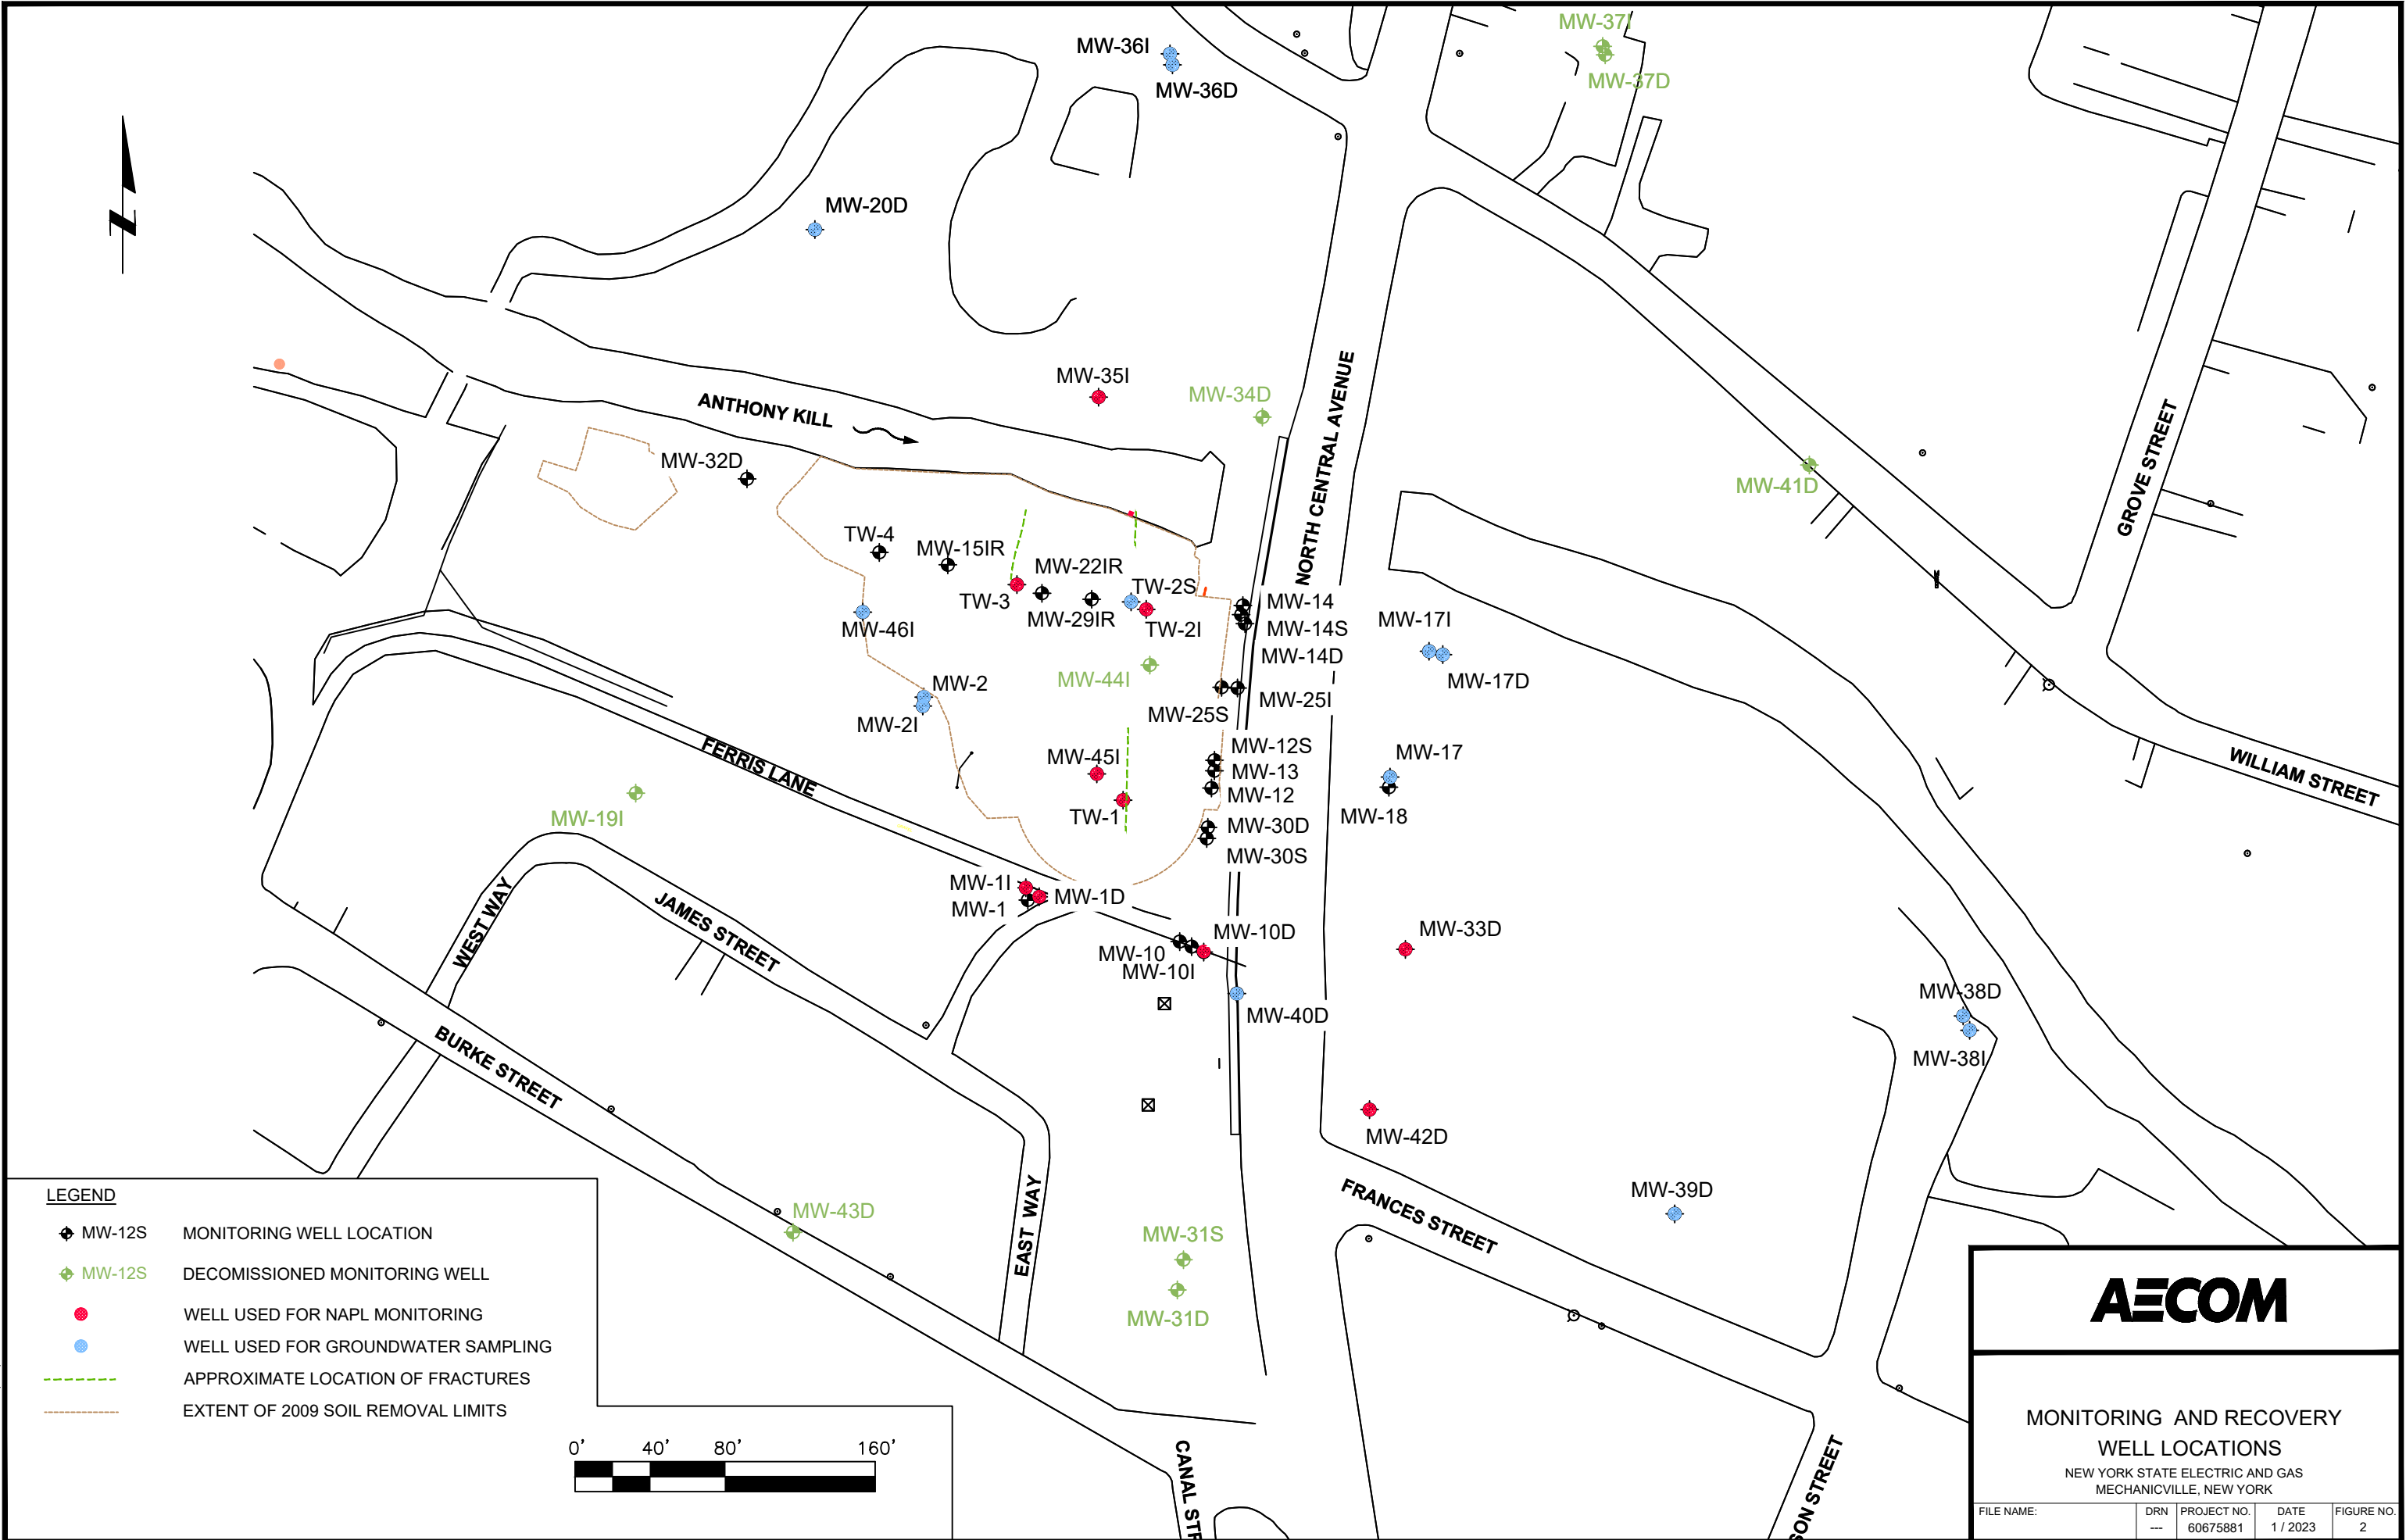 MW-37I
MW-36I
MW-37D
MW-36D
MW-20D
MW-35I
MW-34D
ANTHONY KILL
NORTH CENTRAL AVENUE
GROVE STREET
MW-32D
MW-41D
TW-4
MW-15IR
MW-22IR
TW-2S
TW-3
MW-29IR
TW-2I
MW-14
MW-14S
MW-14D
MW-46I
MW-17I
MW-17D
MW-44I
MW-2
MW-2I
MW-25S
MW-25I
FERRIS LANE
MW-12S
MW-13
MW-12
MW-45I
MW-17
MW-18
WILLIAM STREET
TW-1
MW-19I
MW-30D
MW-30S
MW-1I
MW-1
MW-1D
WEST WAY
JAMES STREET
MW-10D
MW-10
MW-10I
MW-33D
MW-40D
MW-38D
MW-38I
BURKE STREET
MW-42D
EAST WAY
FRANCES STREET
MW-39D
MW-43D
MW-31S
MW-31D
LEGEND
MW-12S MONITORING WELL LOCATION
MW-12S DECOMISSIONED MONITORING WELL
WELL USED FOR NAPL MONITORING
WELL USED FOR GROUNDWATER SAMPLING
APPROXIMATE LOCATION OF FRACTURES
EXTENT OF 2009 SOIL REMOVAL LIMITS
0' 40' 80' 160'
CANAL STR
SON STREET
AECOM
MONITORING AND RECOVERY
WELL LOCATIONS
NEW YORK STATE ELECTRIC AND GAS
MECHANICVILLE, NEW YORK
FILE NAME: DRN PROJECT NO. DATE FIGURE NO.
--- 60675881 1 / 2023 2